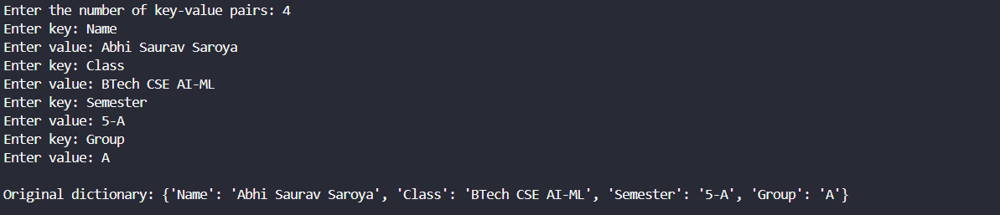 Enter the number of key-value pairs: 4
Enter key: Name
Enter value: Abhi Saurav Saroya
Enter key: Class
Enter value: BTech CSE AI-ML
Enter key: Semester
Enter value: 5-A
Enter key: Group
Enter value: A
Original dictionary: {'Name': 'Abhi Saurav Saroya', 'Class': 'BTech CSE AI-ML', 'Semester': '5-A', 'Group': 'A'}